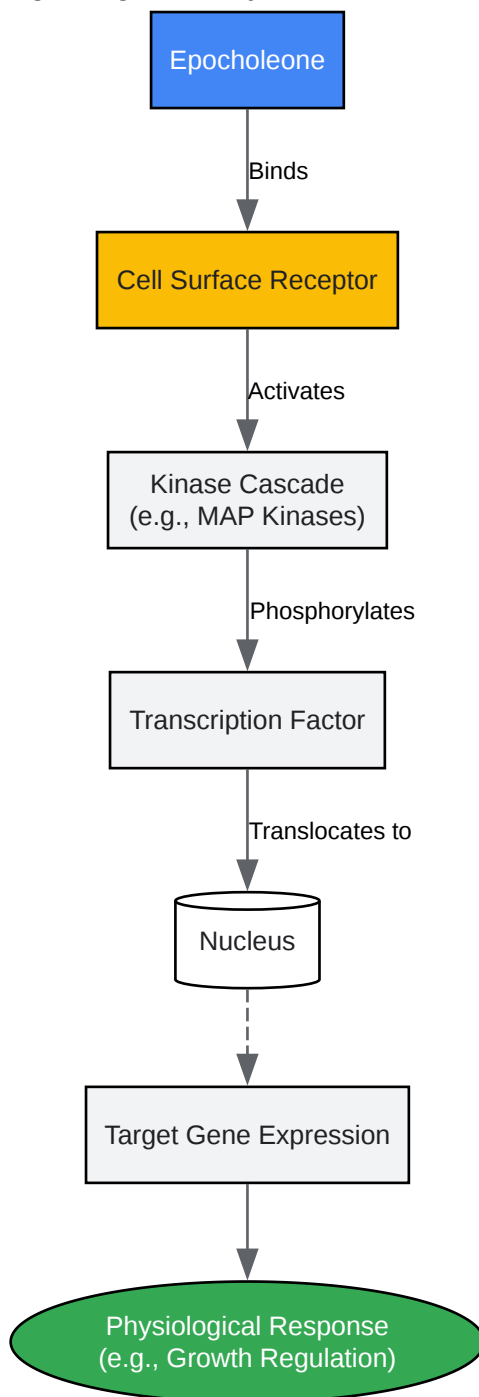 Epocholeone
Binds
Cell Surface Receptor
Activates
Kinase Cascade
(e.g., MAP Kinases)
Phosphorylates
Transcription Factor
Translocates to
Nucleus
Target Gene Expression
Physiological Response
(e.g., Growth Regulation)